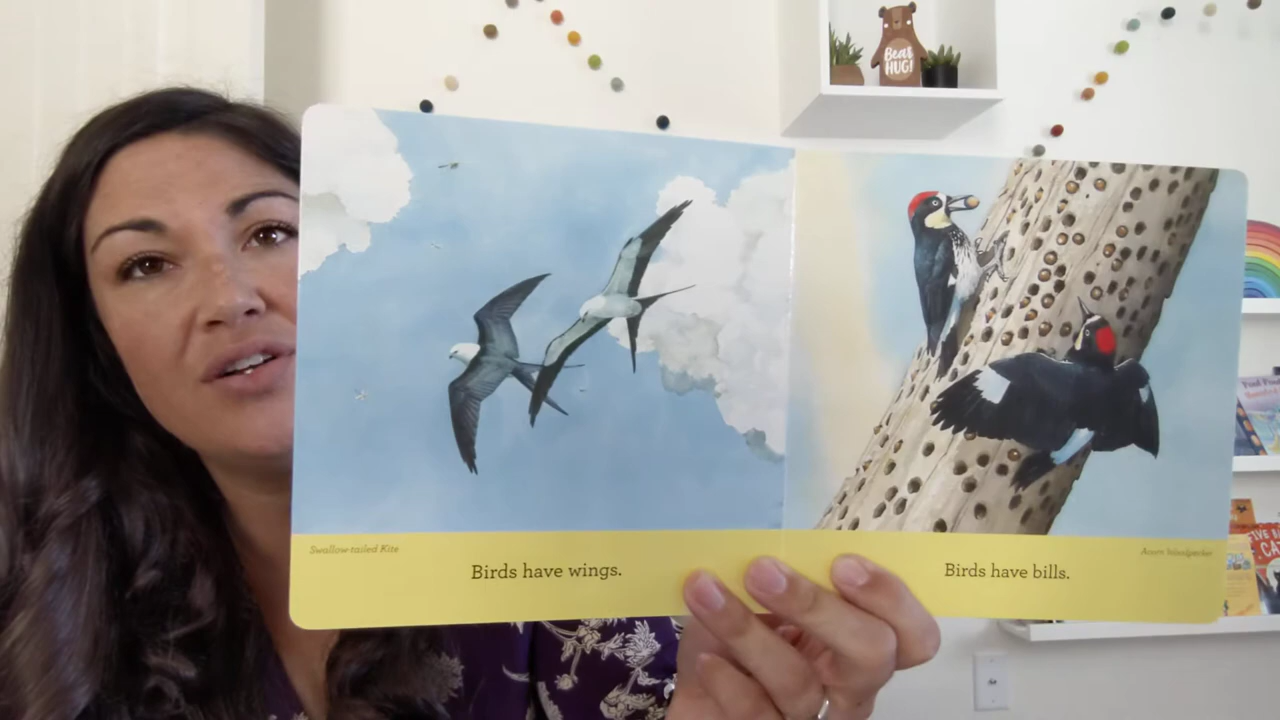 Bear
HUG!
Swallow-tailed Kite
Birds have wings.
Acorn Woodpecker
Birds have bills.